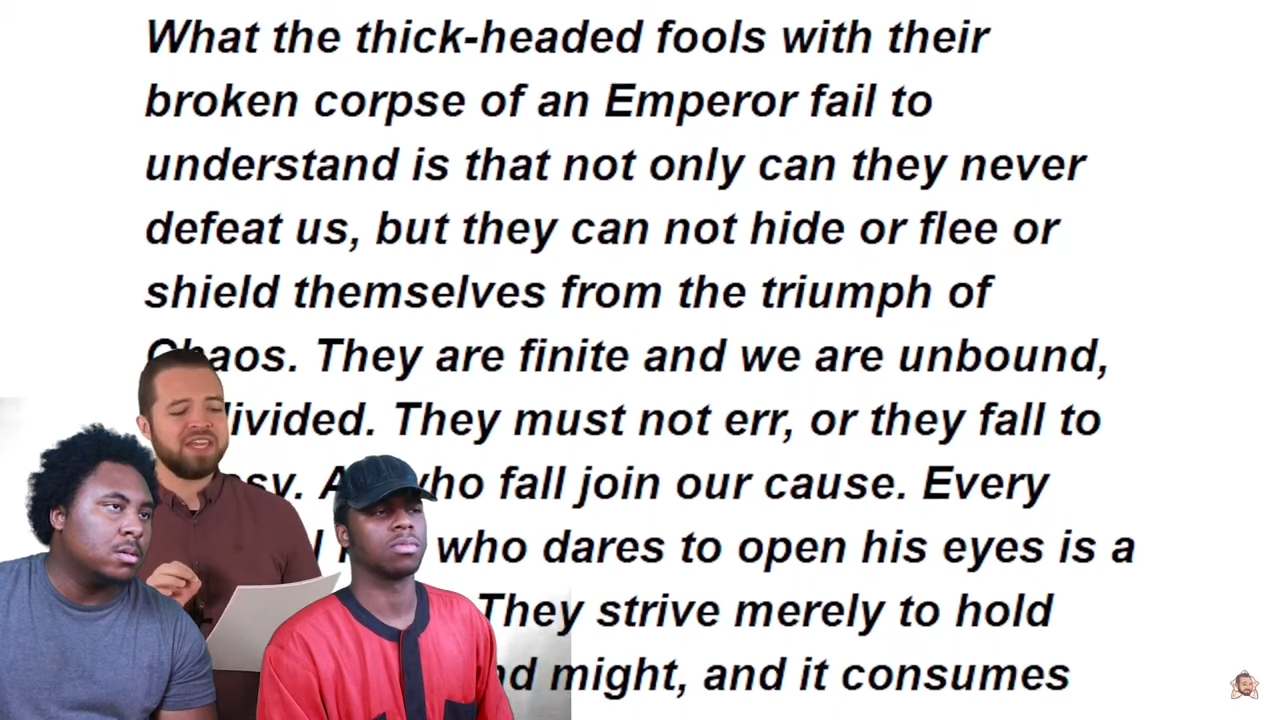 What the thick-headed fools with their
broken corpse of an Emperor fail to
understand is that not only can they never
defeat us, but they can not hide or flee or
shield themselves from the triumph of
Chaos. They are finite and we are unbound,
They must not err, or they fall to
who fall join our cause. Every
who dares to open his eyes is a
They strive merely to hold
might, and it consumes